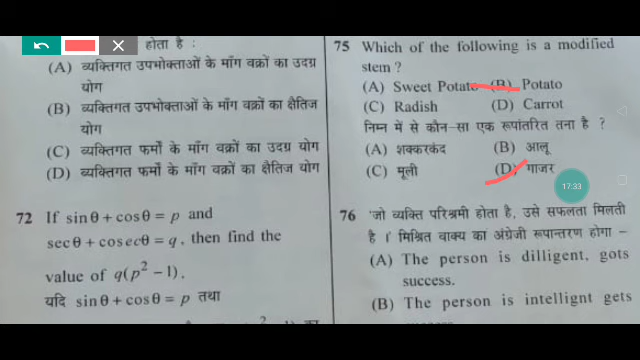 होता है :
(A) व्यक्तिगत उपभोक्ताओं के माँग वक्रों का उदग्र
योग
(B) व्यक्तिगत उपभोक्ताओं के माँग वक्रों का क्षैतिज
योग
(C) व्यक्तिगत फर्मों के माँग वक्रों का उदग्र योग
(D) व्यक्तिगत फर्मों के माँग वक्रों का क्षैतिज योग
72 If sinθ + cosθ = p and
secθ + cosecθ = q, then find the
value of q(p² − 1),
यदि sinθ + cosθ = p तथा
75 Which of the following is a modified
stem ?
(A) Sweet Potato (B) Potato
(C) Radish (D) Carrot
निम्न में से कौन-सा एक रूपांतरित तना है ?
(A) शक्करकंद (B) आलू
(C) मूली (D) गाजर
17:33
76 'जो व्यक्ति परिश्रमी होता है, उसे सफलता मिलती
है ।' मिश्रित वाक्य का अंग्रेजी रूपान्तरण होगा –
(A) The person is dilligent, gots
success.
(B) The person is intellignt gets